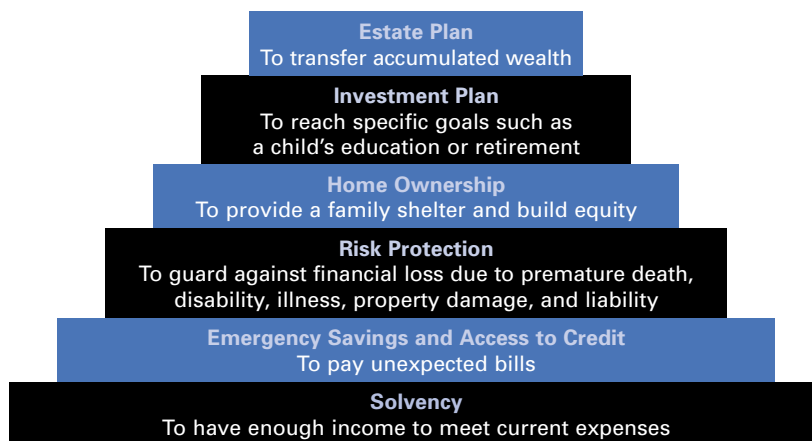 Estate Plan
To transfer accumulated wealth
Investment Plan
To reach specific goals such as
a child’s education or retirement
Home Ownership
To provide a family shelter and build equity
Risk Protection
To guard against financial loss due to premature death,
disability, illness, property damage, and liability
Emergency Savings and Access to Credit
To pay unexpected bills
Solvency
To have enough income to meet current expenses